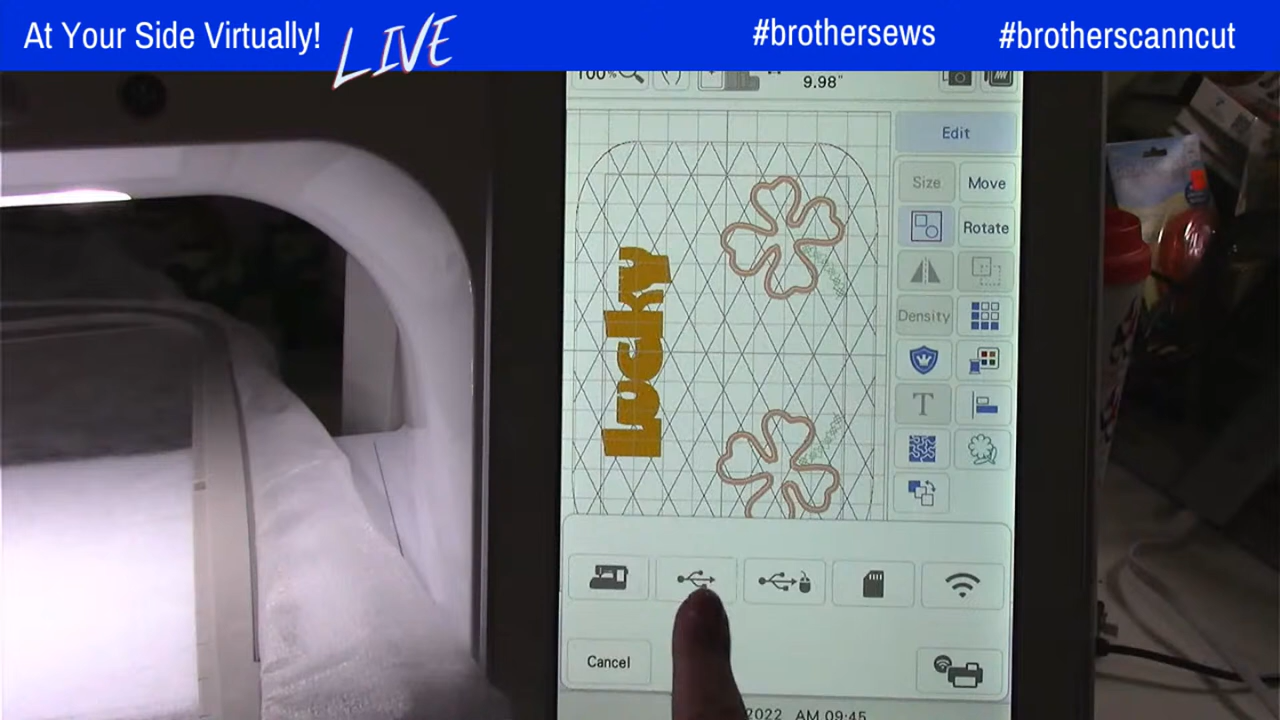 At Your Side Virtually!
LIVE
#brothersews
#brotherscanncut
100%
9.98"
Edit
Size
Move
Rotate
Density
T
Lucky
Cancel
2022 AM 09:45